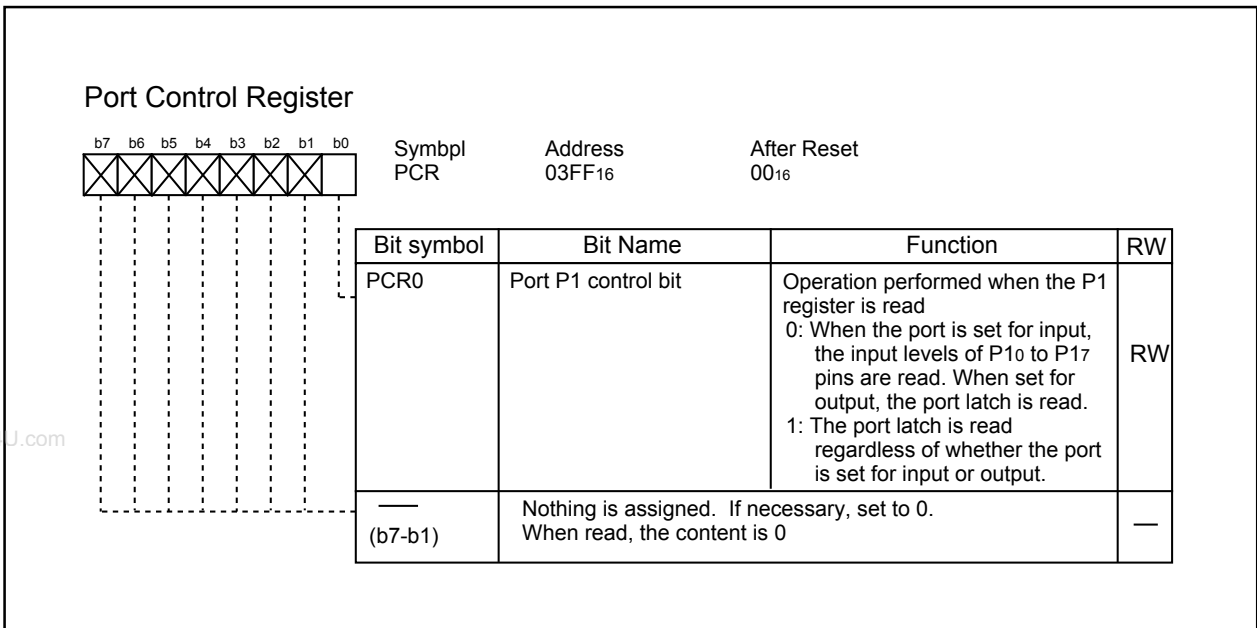 Port Control Register
b7 b6 b5 b4 b3 b2 b1 b0
Symbpl Address After Reset
PCR 03FF16 0016
Bit symbol Bit Name Function RW
PCR0 Port P1 control bit Operation performed when the P1
register is read
0: When the port is set for input,
the input levels of P10 to P17
pins are read. When set for
output, the port latch is read.
1: The port latch is read
regardless of whether the port
is set for input or output.
RW
—
(b7-b1)
Nothing is assigned. If necessary, set to 0.
When read, the content is 0
—
U.com